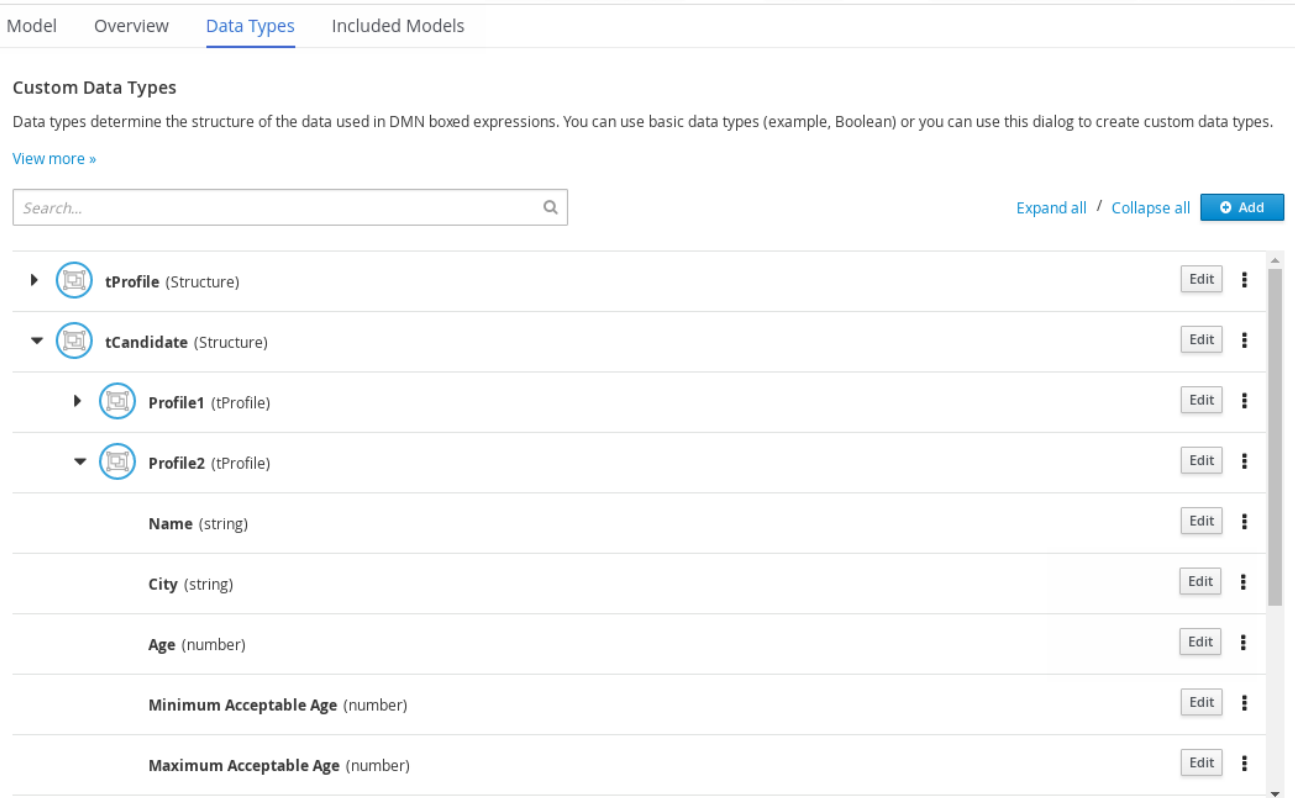 Model Overview Data Types Included Models
Custom Data Types
Data types determine the structure of the data used in DMN boxed expressions. You can use basic data types (example, Boolean) or you can use this dialog to create custom data types.
View more »
Search... Expand all / Collapse all Add
tProfile (Structure) Edit
tCandidate (Structure) Edit
Profile1 (tProfile) Edit
Profile2 (tProfile) Edit
Name (string) Edit
City (string) Edit
Age (number) Edit
Minimum Acceptable Age (number) Edit
Maximum Acceptable Age (number) Edit